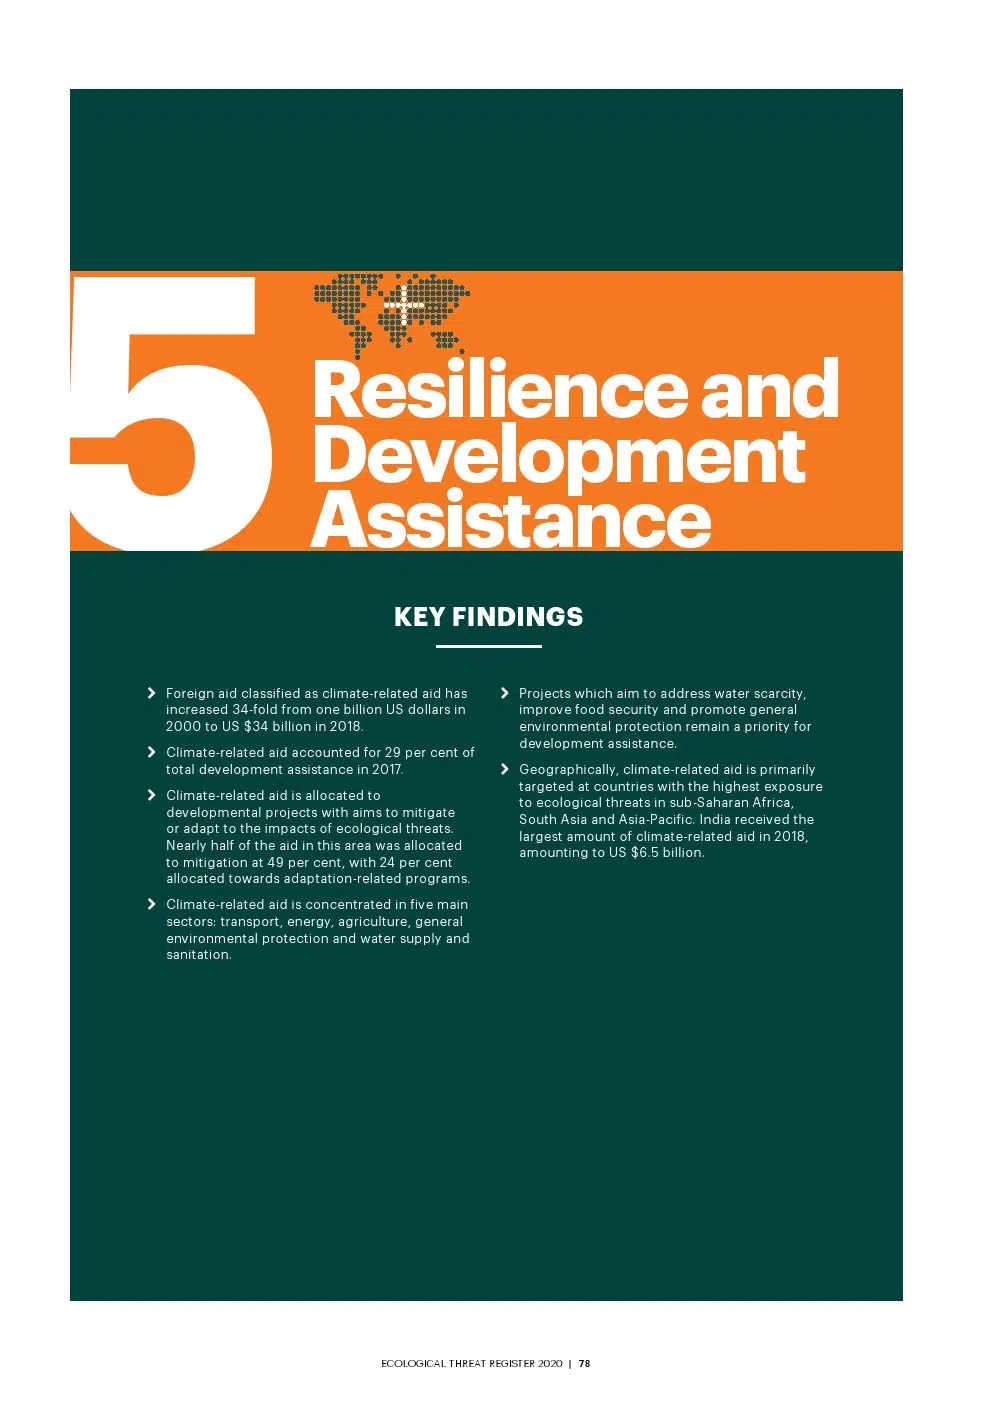 5
Resilience and
Development
Assistance
KEY FINDINGS
Foreign aid classified as climate-related aid has
increased 34-fold from one billion US dollars in
2000 to US $34 billion in 2018.
Climate-related aid accounted for 29 per cent of
total development assistance in 2017.
Climate-related aid is allocated to
developmental projects with aims to mitigate
or adapt to the impacts of ecological threats.
Nearly half of the aid in this area was allocated
to mitigation at 49 per cent, with 24 per cent
allocated towards adaptation-related programs.
Climate-related aid is concentrated in five main
sectors: transport, energy, agriculture, general
environmental protection and water supply and
sanitation.
Projects which aim to address water scarcity,
improve food security and promote general
environmental protection remain a priority for
development assistance.
Geographically, climate-related aid is primarily
targeted at countries with the highest exposure
to ecological threats in sub-Saharan Africa,
South Asia and Asia-Pacific. India received the
largest amount of climate-related aid in 2018,
amounting to US $6.5 billion.
ECOLOGICAL THREAT REGISTER 2020 | 78